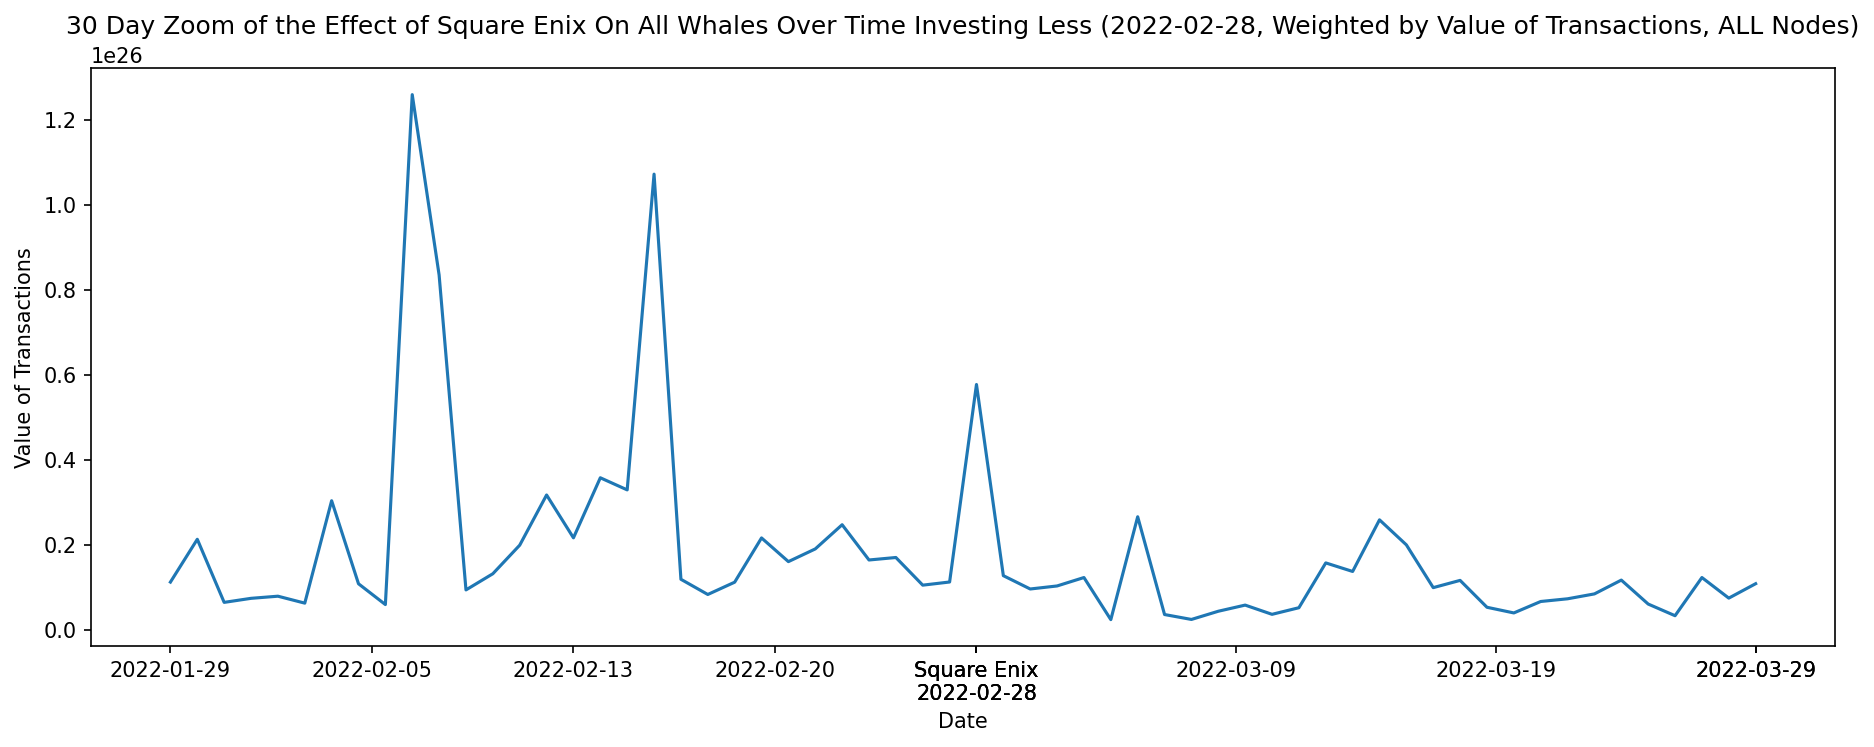 30 Day Zoom of the Effect of Square Enix On All Whales Over Time Investing Less (2022-02-28, Weighted by Value of Transactions, ALL Nodes)
1e26
1.2
1.0
0.8
0.6
0.4
0.2
0.0
Value of Transactions
2022-01-29 2022-02-05 2022-02-13 2022-02-20 Square Enix 2022-03-09 2022-03-19 2022-03-29
2022-02-28
Date